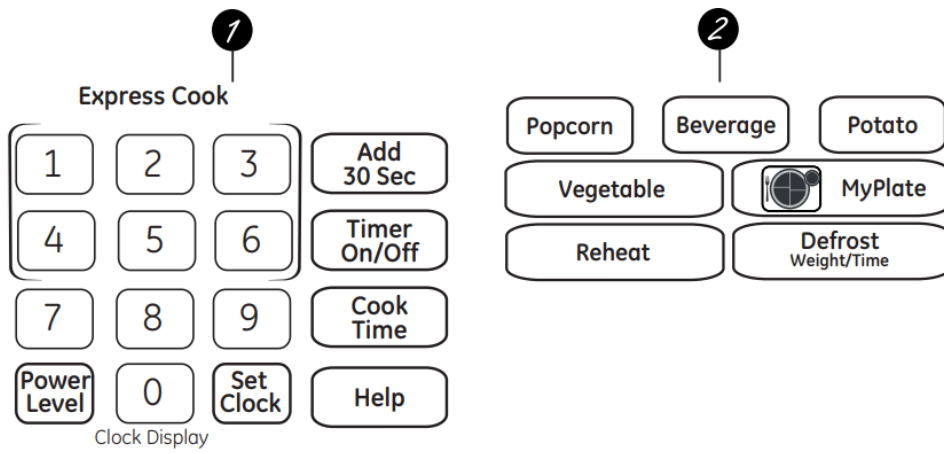 1
Express Cook
1 2 3 Add
30 Sec
4 5 6 Timer
On/Off
7 8 9 Cook
Time
Power
Level 0 Set
Clock Help
Clock Display
2
Popcorn Beverage Potato
Vegetable MyPlate
Reheat Defrost
Weight/Time